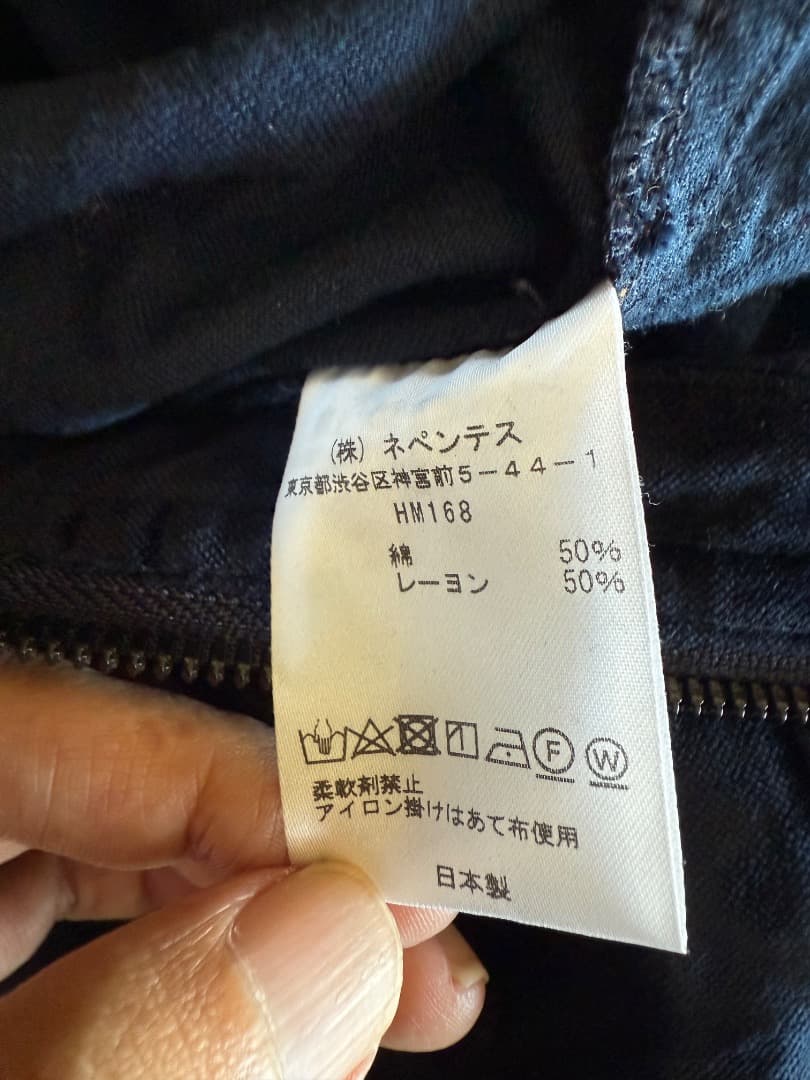 (株) ネペンテス
東京都渋谷区神宮前5-44-1
HM168
綿 50%
レーヨン 50%
F W
柔軟剤禁止
アイロン掛けはあて布使用
日本製